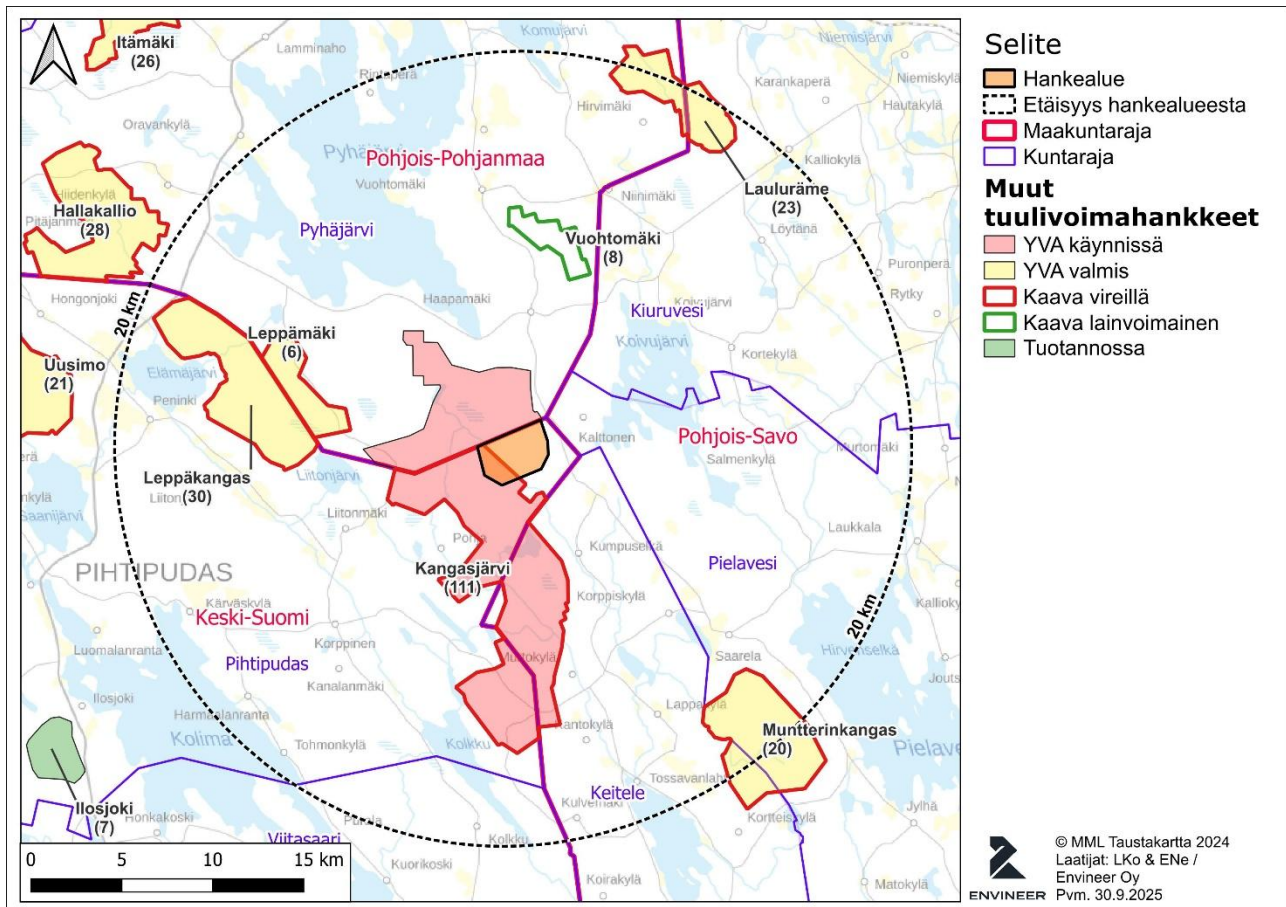 Itämäki
(26)
Lamminaho
Komujärvi
Niemisjärvi
Rintaperä
Karankaperä
Niemiskylä
Hirvimäki
Hautakylä
Oravankylä
Pyhäjärvi
Pohjois-Pohjanmaa
Kalliokylä
Vuohtomäki
Niinimäki
Lauluräme
(23)
Hiidenkylä
Hallakallio
(28)
Pyhäjärvi
Vuohtomäki
(8)
Löytänä
Puronperä
Hongonjoki
Haapamäki
Koivujärvi
Rytky
20 km
Kiuruvesi
Leppämäki
(6)
Koivujärvi
Uusimo
(21)
Elämäjärvi
Kortekylä
Peninki
Kalttonen
Pohjois-Savo
Murtomäki
Salmenkylä
Leppäkangas
(30)
Liitonjärvi
Liitonmäki
Saanijärvi
Laukkala
Kumpuselkä
PIHTIPUDAS
Kangasjärvi
(111)
Pielavesi
Kärväskylä
Korppiskylä
20 km
Keski-Suomi
Korppinen
Hirvenselkä
Luomalanranta
Pihtipudas
Saarela
Kanalanmäki
Ilosjoki
Harmaalanranta
Muntterinkangas
(20)
Kolima
Tohmonkylä
Kolkku
Tossavanlahti
Ilosjoki
(7)
Keitele
Jylhä
Honkakoski
Kulvemäki
Viitasaari
Kolkku
Kuorikoski
Koirakylä
Matokylä
0 5 10 15 km
Selite
Hankealue
Etäisyys hankealueesta
Maakuntaraja
Kuntaraja
Muut
tuulivoimahankkeet
YVA käynnissä
YVA valmis
Kaava vireillä
Kaava lainvoimainen
Tuotannossa
ENVINEER
© MML Taustakartta 2024
Laatijat: LKo & ENe /
Envineer Oy
Pvm. 30.9.2025